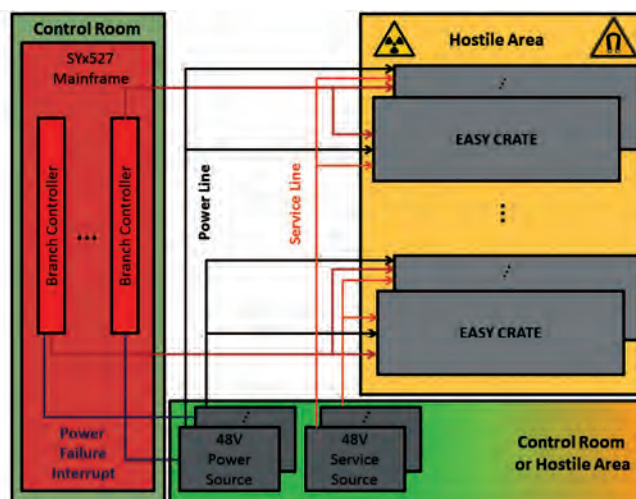 Control Room
SYx527
Mainframe
Branch Controller
...
Branch Controller
Power
Failure
Interrupt
Power Line
Service Line
Hostile Area
EASY CRATE
...
EASY CRATE
48V
Power
Source
48V
Service
Source
Control Room
or Hostile Area